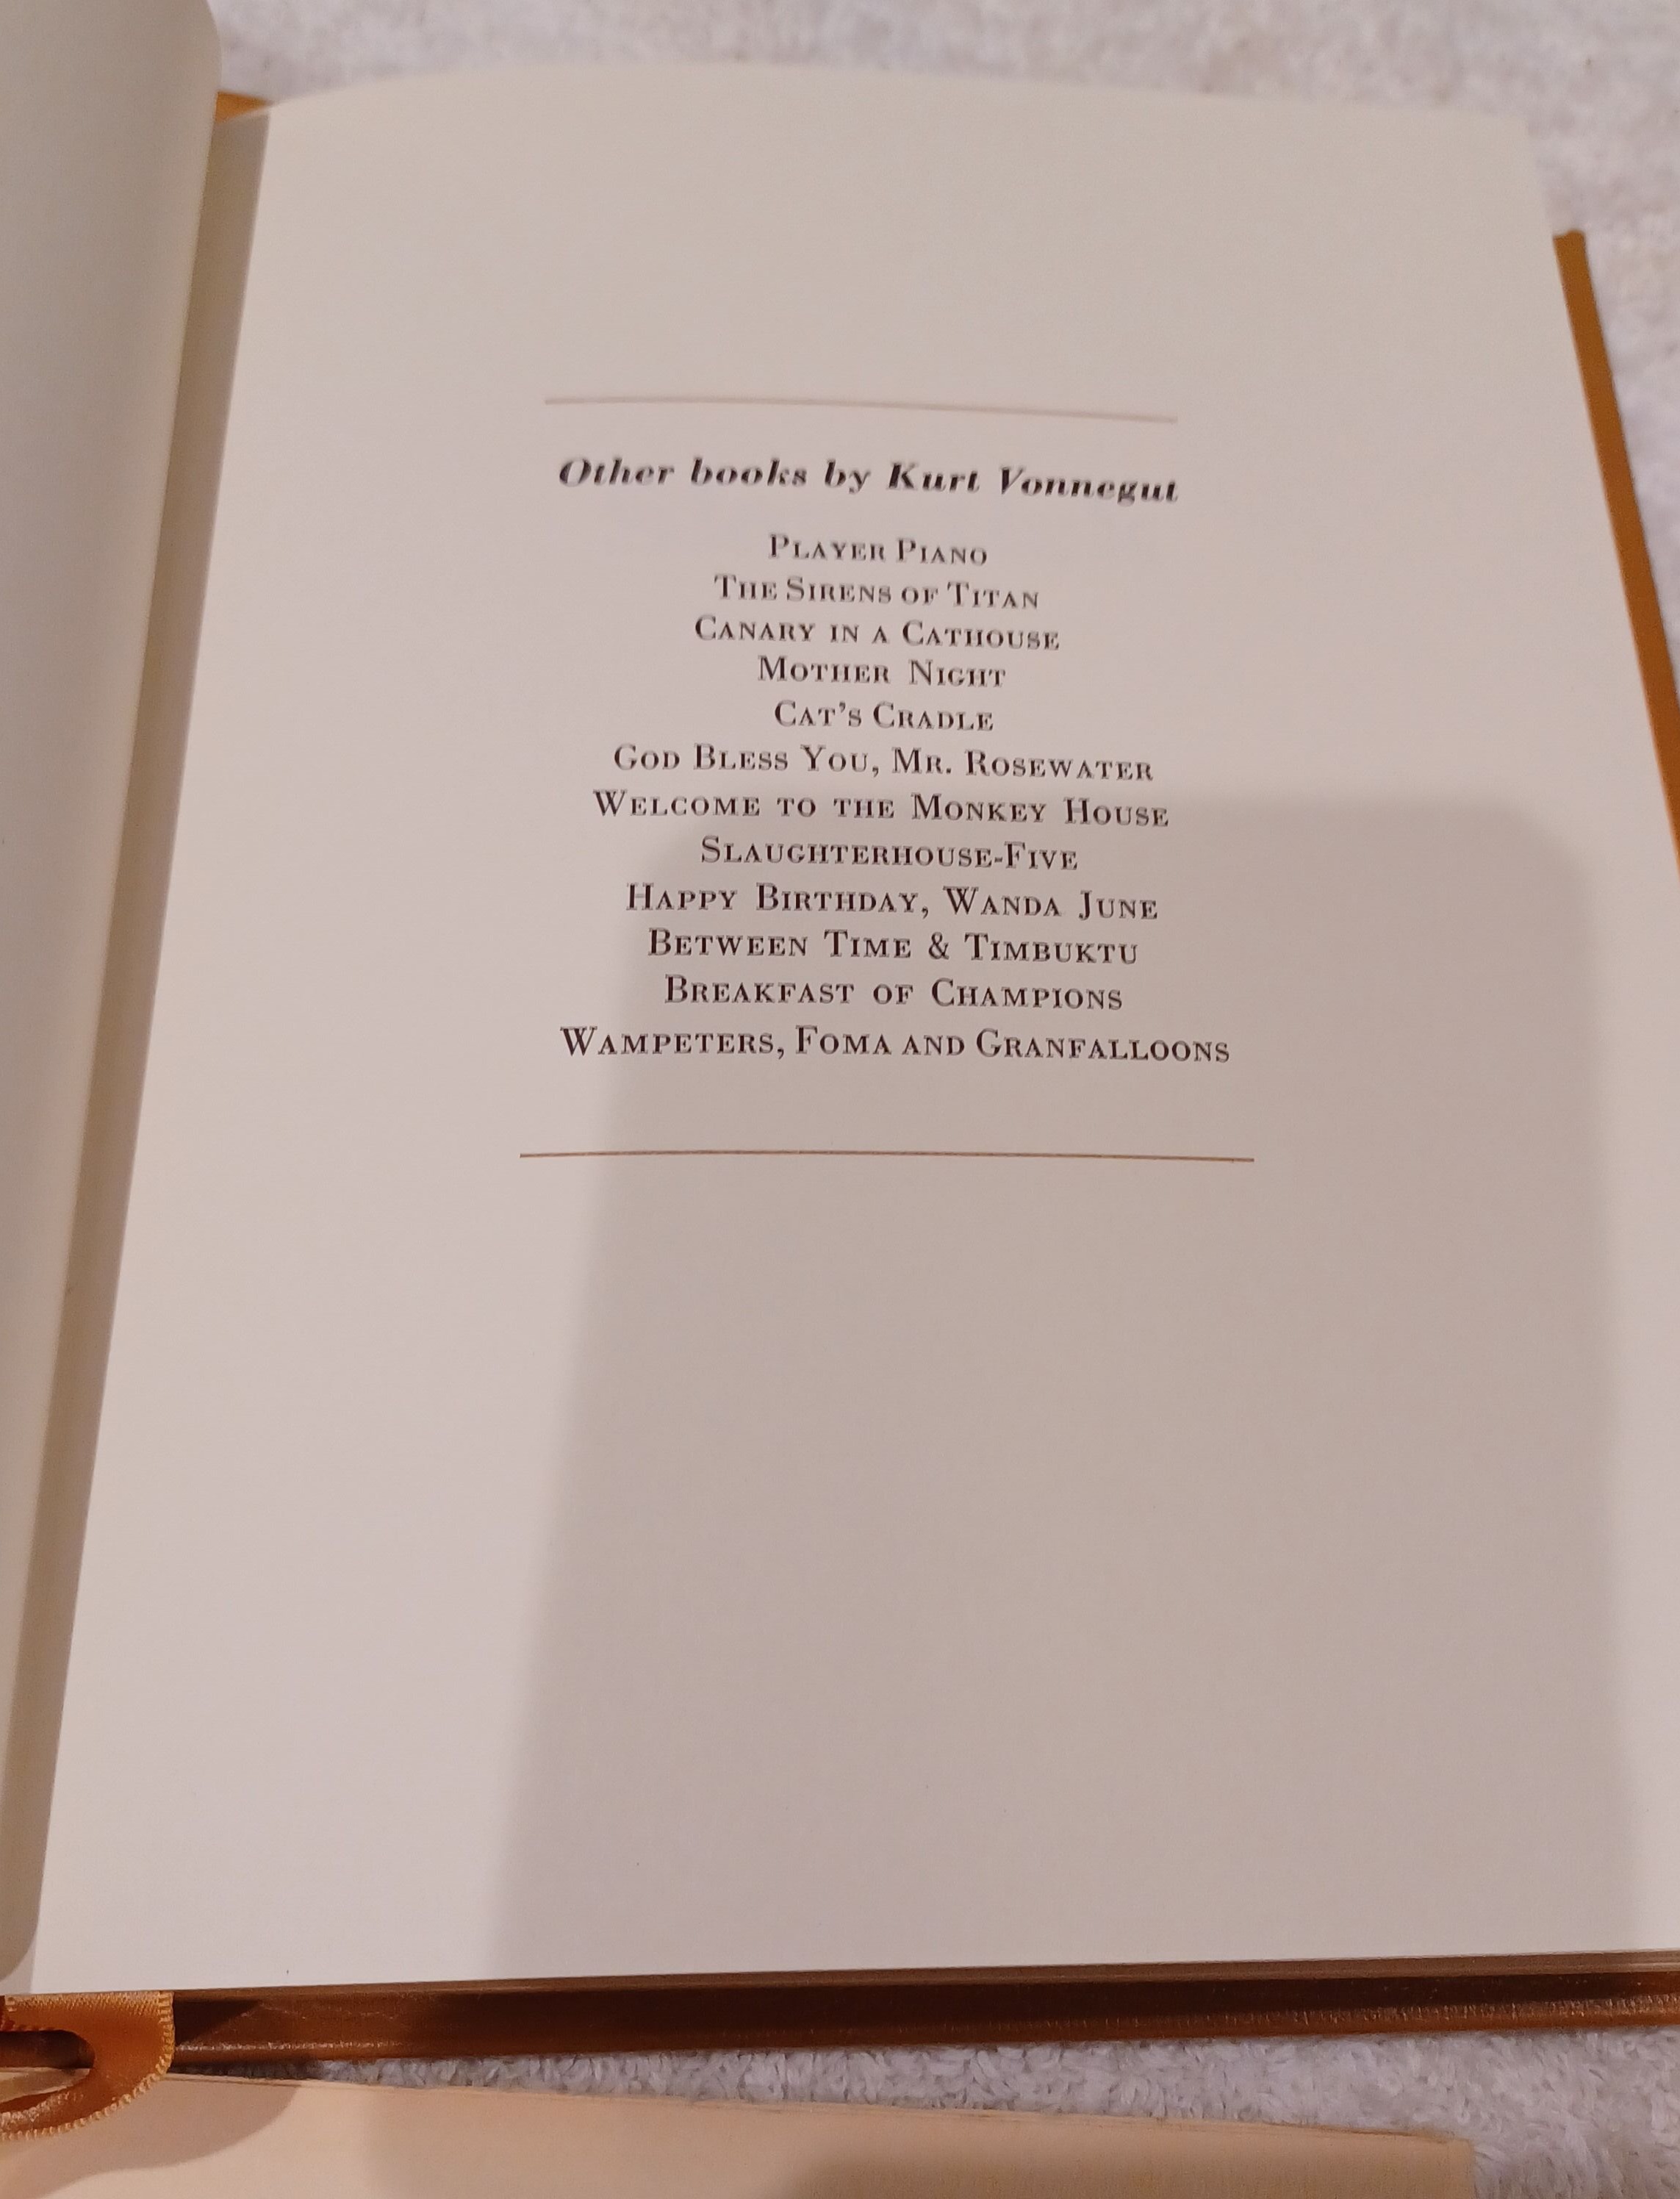 Other books by Kurt Vonnegut
PLAYER PIANO
THE SIRENS OF TITAN
CANARY IN A CATHOUSE
MOTHER NIGHT
CAT'S CRADLE
GOD BLESS YOU, MR. ROSEWATER
WELCOME TO THE MONKEY HOUSE
SLAUGHTERHOUSE-FIVE
HAPPY BIRTHDAY, WANDA JUNE
BETWEEN TIME & TIMBUKTU
BREAKFAST OF CHAMPIONS
WAMPETERS, FOMA AND GRANFALLOONS